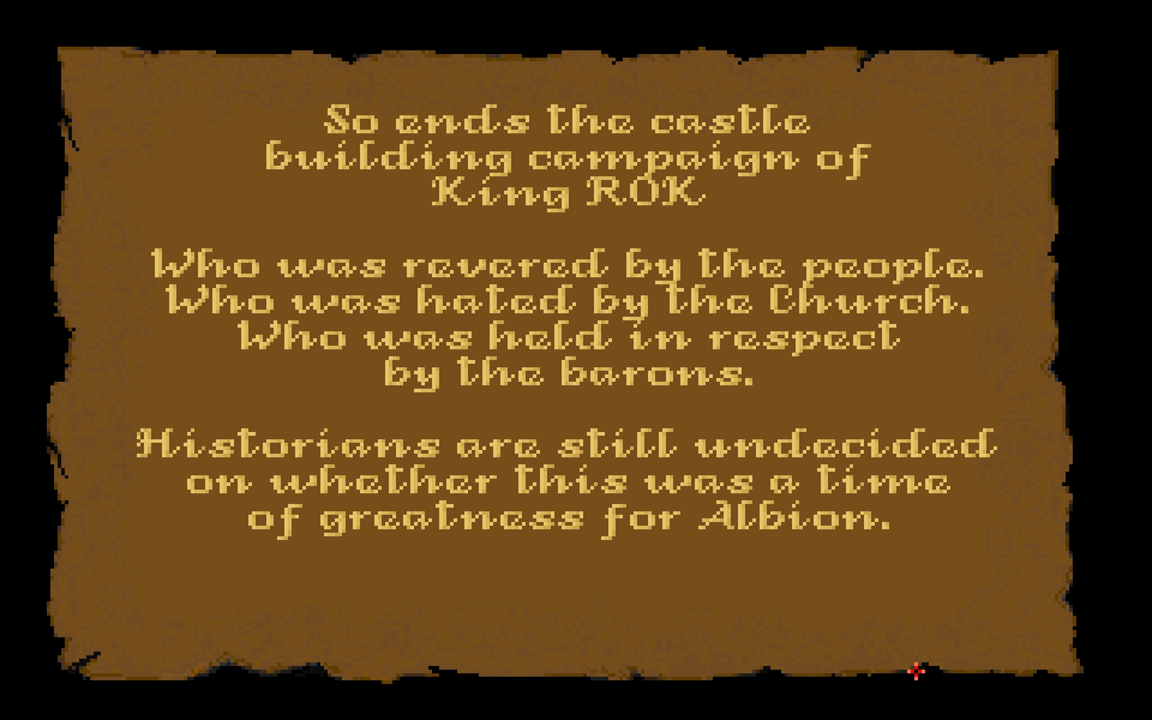 So ends the castle
building campaign of
King ROK
Who was revered by the people.
Who was hated by the Church.
Who was held in respect
by the barons.
Historians are still undecided
on whether this was a time
of greatness for Albion.